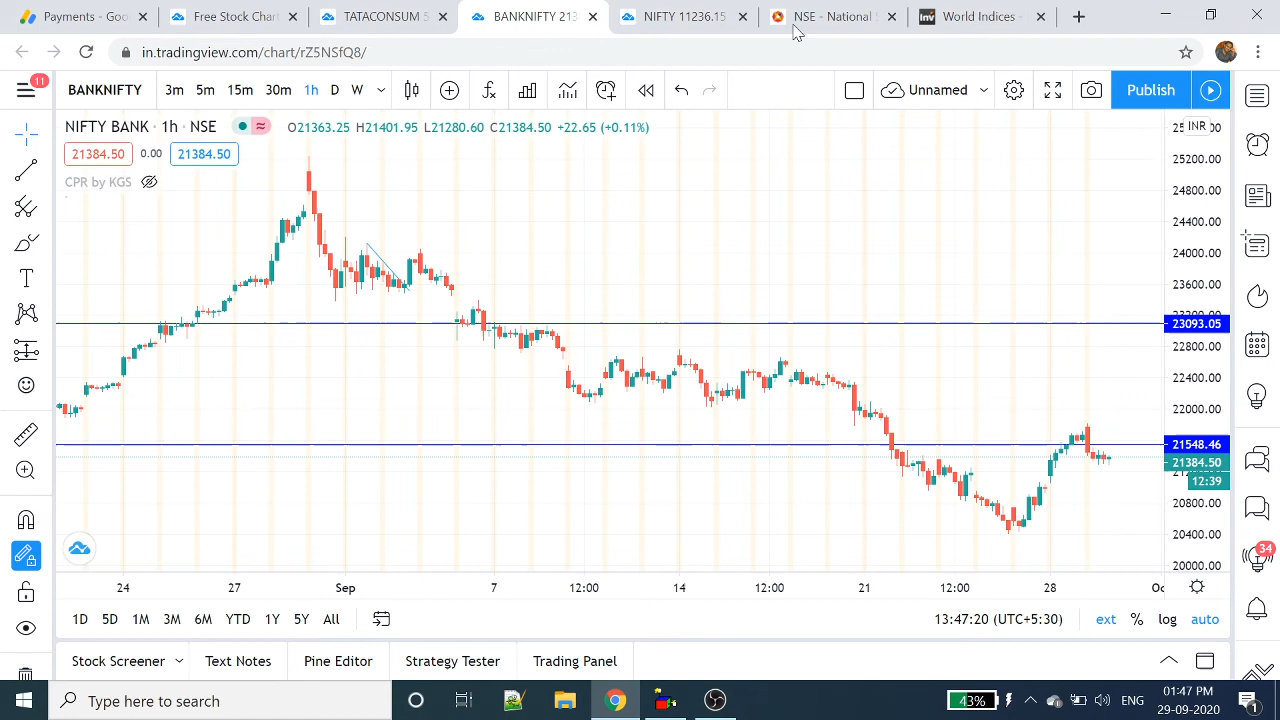 Payments - Goo
Free Stock Chart
TATACONSUM 5
BANKNIFTY 213
NIFTY 11236.15
NSE - National
World Indices -
in.tradingview.com/chart/rZ5NSfQ8/
11
BANKNIFTY 3m 5m 15m 30m 1h D W
Unnamed
Publish
NIFTY BANK · 1h · NSE
O21363.25 H21401.95 L21280.60 C21384.50 +22.65 (+0.11%)
INR
21384.50 0.00 21384.50
CPR by KGS
25200.00
24800.00
24400.00
24000.00
23600.00
23093.05
22800.00
22400.00
22000.00
21548.46
21384.50
12:39
20800.00
20400.00
20000.00
24 27 Sep 7 12:00 14 12:00 21 12:00 28
1D 5D 1M 3M 6M YTD 1Y 5Y All
13:47:20 (UTC+5:30) ext % log auto
34
Stock Screener Text Notes Pine Editor Strategy Tester Trading Panel
Type here to search
43%
ENG
01:47 PM
29-09-2020
1